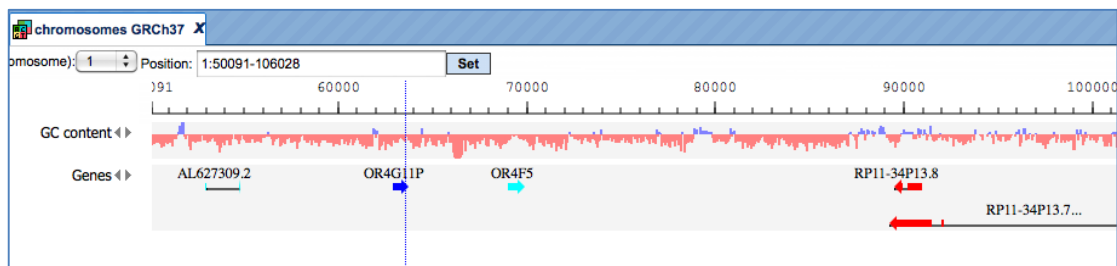 chromosomes GRCh37 X
omosome): 1 Position: 1:50091-106028 Set
091 60000 70000 80000 90000 100000
GC content
Genes AL627309.2 OR4G11P OR4F5 RP11-34P13.8
RP11-34P13.7...